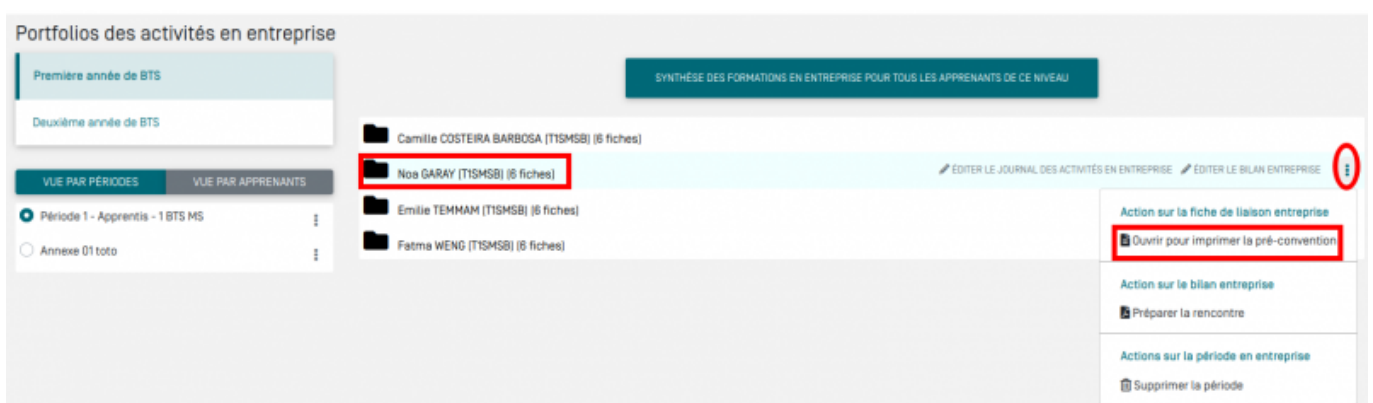 Portfolios des activités en entreprise
Première année de BTS
Deuxième année de BTS
VUE PAR PÉRIODES
VUE PAR APPRENANTS
Période 1 - Apprentis - 1 BTS MS
Annexe 01 toto
SYNTHÈSE DES FORMATIONS EN ENTREPRISE POUR TOUS LES APPRENANTS DE CE NIVEAU
Camille COSTEIRA BARBOSA (T1SMSB) (6 fiches)
Noa GARAY (T1SMSB) (6 fiches)
ÉDITER LE JOURNAL DES ACTIVITÉS EN ENTREPRISE
ÉDITER LE BILAN ENTREPRISE
Emilie TEMMAM (T1SMSB) (6 fiches)
Fatma WENG (T1SMSB) (6 fiches)
Action sur la fiche de liaison entreprise
Ouvrir pour imprimer la pré-convention
Action sur le bilan entreprise
Préparer la rencontre
Actions sur la période en entreprise
Supprimer la période